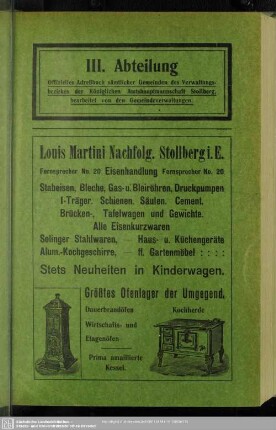 III. Abteilung
Offizielles Adreßbuch sämtlicher Gemeinden des Verwaltungs-
bezirkes der Königlichen Amtshauptmannschaft Stollberg,
bearbeitet von den Gemeindeverwaltungen.
Louis Martini Nachfolg. Stollberg i. E.
Fernsprecher No. 20 Eisenhandlung Fernsprecher No. 20
Stabeisen, Bleche, Gas- u. Bleiröhren, Druckpumpen
I-Träger, Schienen, Säulen, Cement,
Brücken-, Tafelwagen und Gewichte.
Alle Eisenkurzwaren
Solinger Stahlwaren, Haus- u. Küchengeräte
Alum.-Kochgeschirre, ff. Gartenmöbel : : : :
Stets Neuheiten in Kinderwagen.
Größtes Ofenlager der Umgegend.
Dauerbrandöfen Kochherde
Wirtschafts- und
Etagenöfen
Prima emaillierte
Kessel.